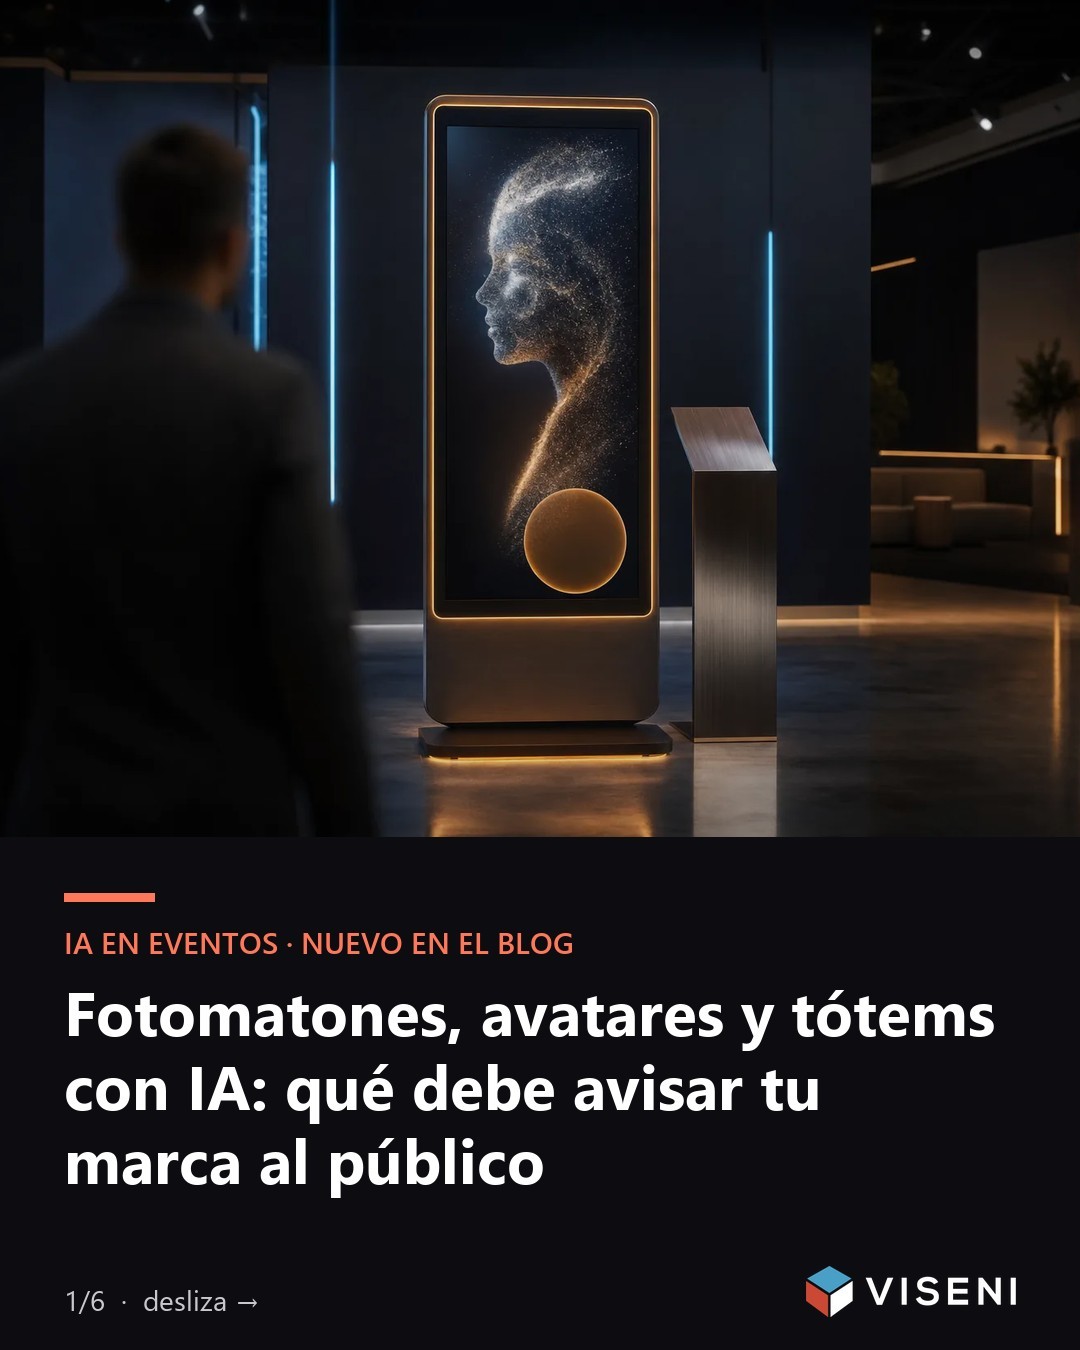 IA EN EVENTOS · NUEVO EN EL BLOG
Fotomatones, avatares y tótems
con IA: qué debe avisar tu
marca al público
1/6 · desliza →
VISENI